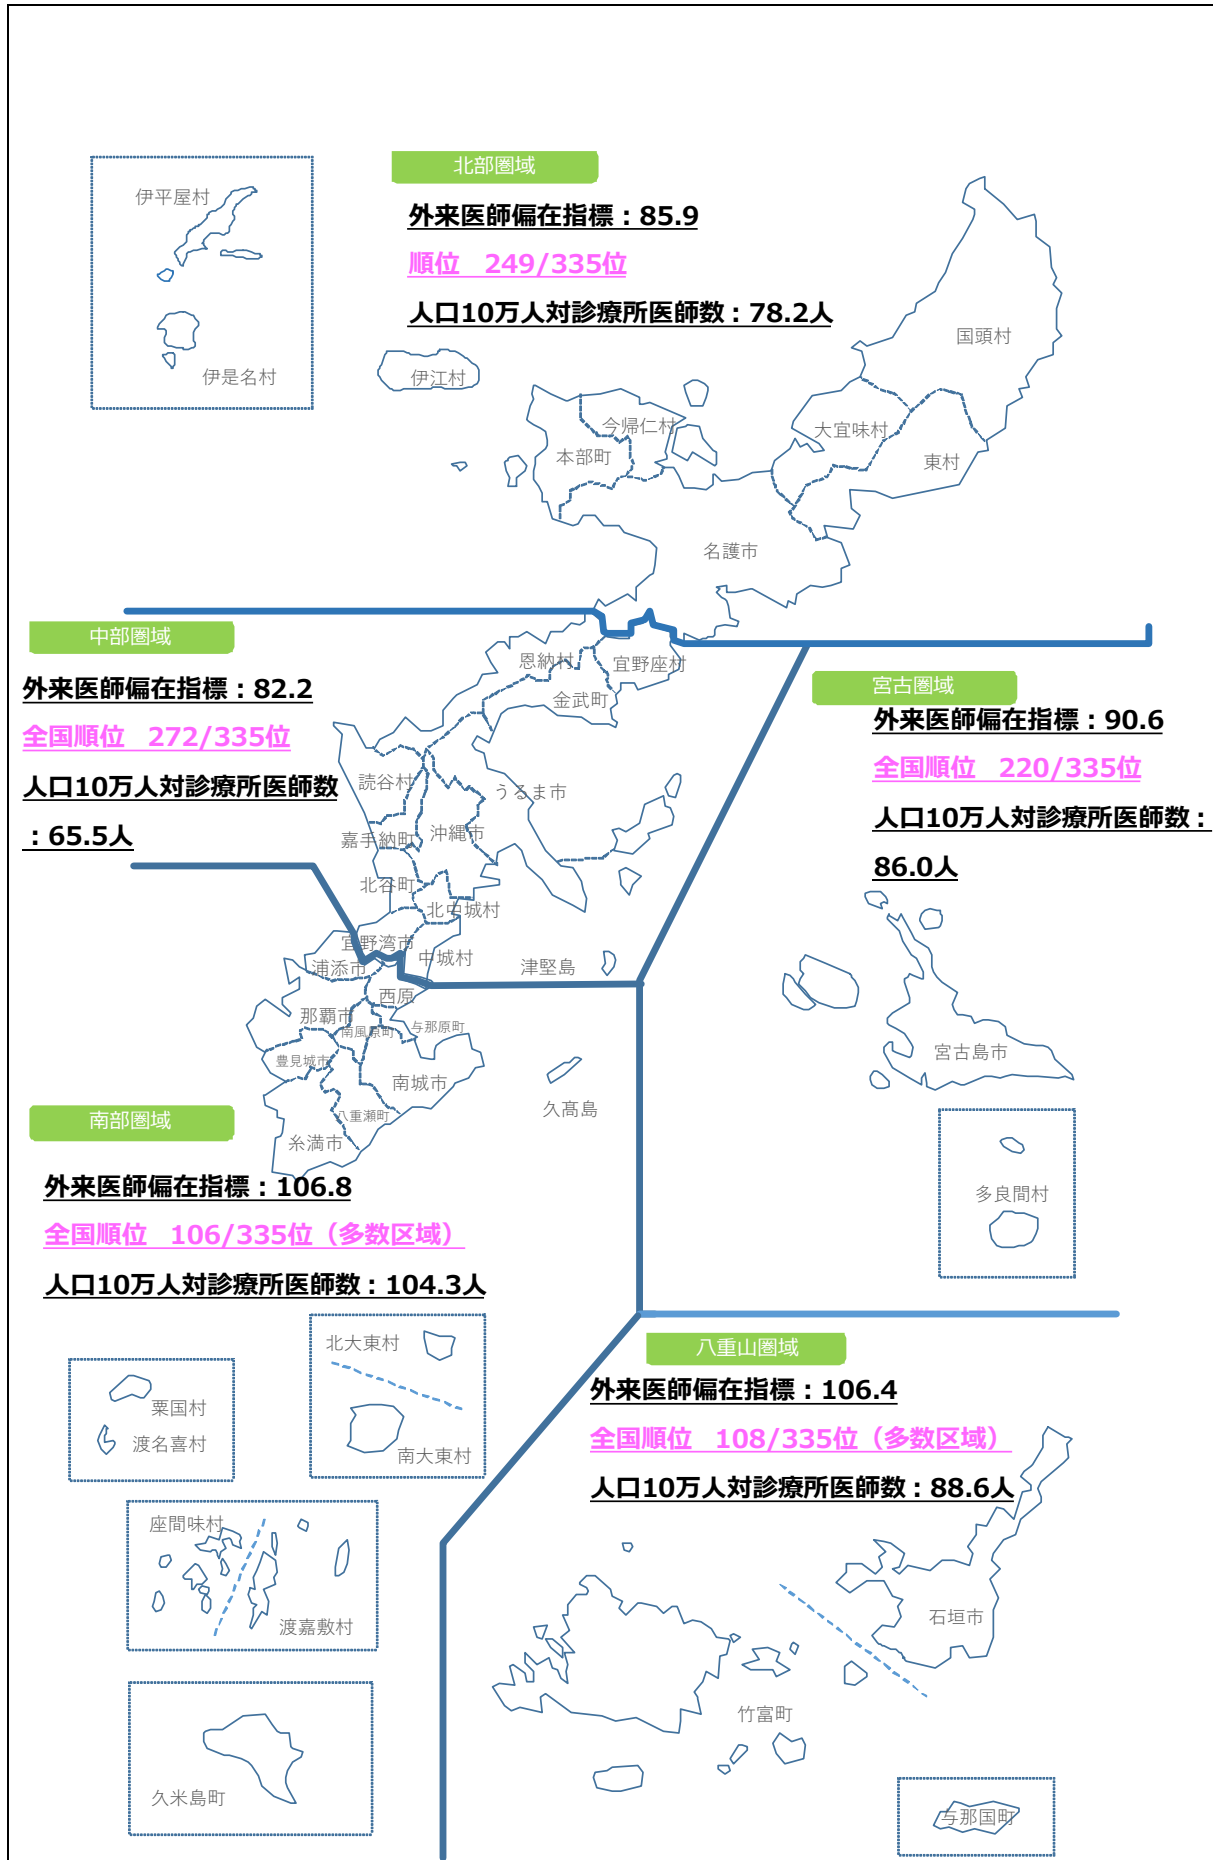 北部圏域
外来医師偏在指標：85.9
順位　249/335位
人口10万人対診療所医師数：78.2人
伊平屋村
伊是名村
伊江村
国頭村
今帰仁村
大宜味村
本部町
東村
名護市
中部圏域
外来医師偏在指標：82.2
全国順位　272/335位
人口10万人対診療所医師数
：65.5人
恩納村
宜野座村
金武町
読谷村
うるま市
嘉手納町
沖縄市
北谷町
北中城村
宜野湾市
中城村
津堅島
宮古圏域
外来医師偏在指標：90.6
全国順位　220/335位
人口10万人対診療所医師数：
86.0人
宮古島市
多良間村
浦添市
西原
那覇市
南風原町
与那原町
豊見城市
南城市
八重瀬町
糸満市
久髙島
南部圏域
外来医師偏在指標：106.8
全国順位　106/335位（多数区域）
人口10万人対診療所医師数：104.3人
北大東村
南大東村
粟国村
渡名喜村
座間味村
渡嘉敷村
久米島町
八重山圏域
外来医師偏在指標：106.4
全国順位　108/335位（多数区域）
人口10万人対診療所医師数：88.6人
石垣市
竹富町
与那国町